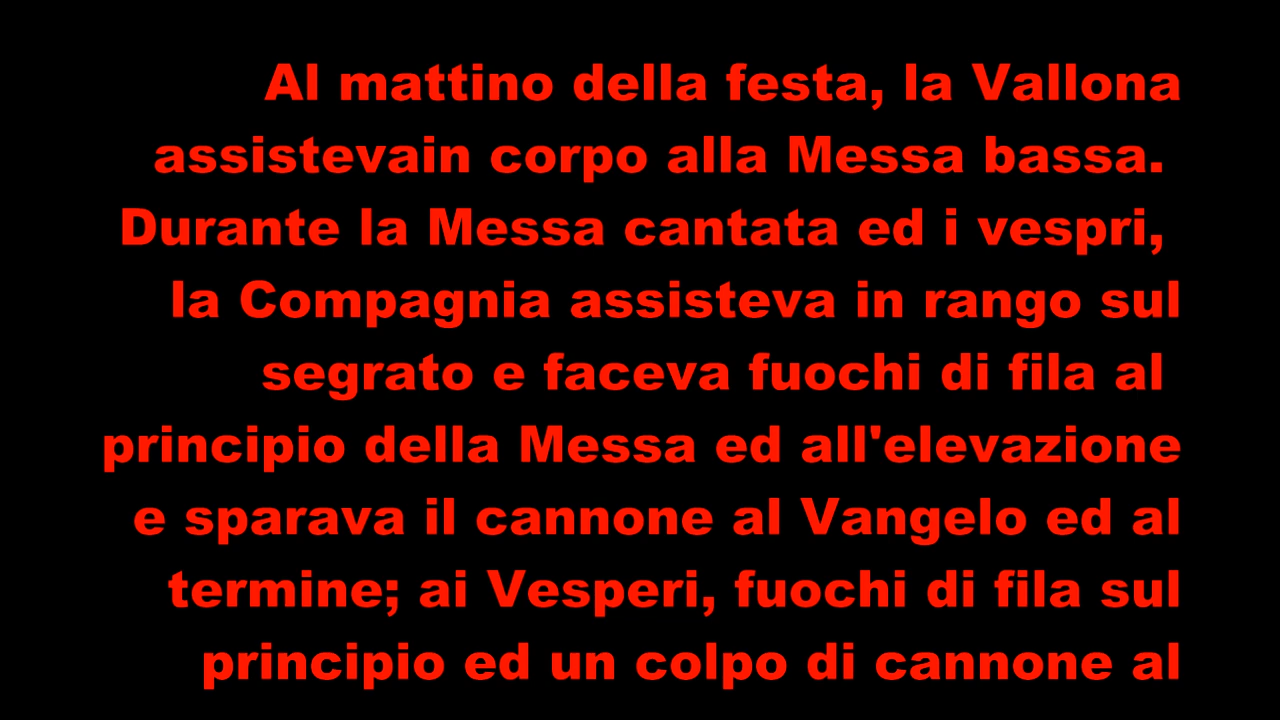 Al mattino della festa, la Vallona
assistevain corpo alla Messa bassa.
Durante la Messa cantata ed i vespri,
la Compagnia assisteva in rango sul
segrato e faceva fuochi di fila al
principio della Messa ed all'elevazione
e sparava il cannone al Vangelo ed al
termine; ai Vesperi, fuochi di fila sul
principio ed un colpo di cannone al